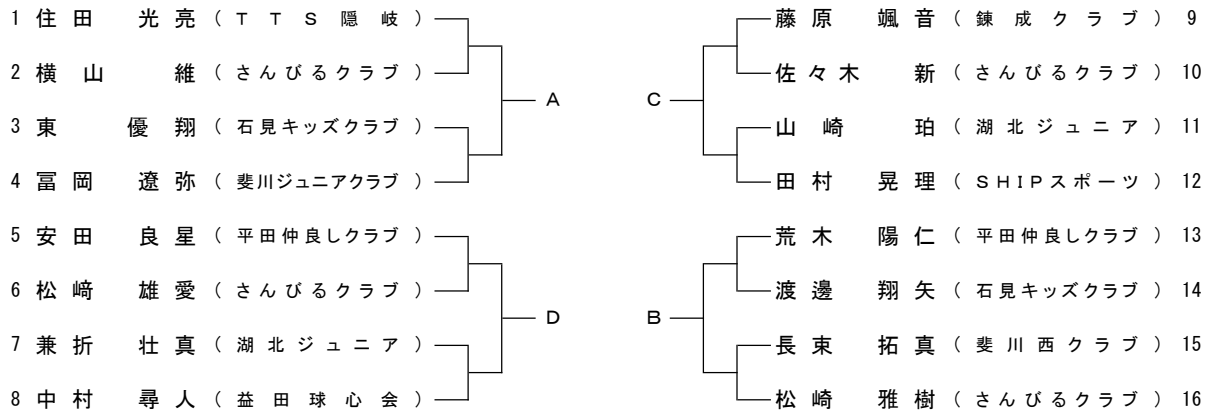 1 住田 光亮 （TTS隠岐）
2 横山 維 （さんびるクラブ）
A
3 東 優翔 （石見キッズクラブ）
4 冨岡 遼弥 （斐川ジュニアクラブ）
5 安田 良星 （平田仲良しクラブ）
6 松﨑 雄愛 （さんびるクラブ）
D
7 兼折 壮真 （湖北ジュニア）
8 中村 尋人 （益田球心会）
藤原 颯音 （錬成クラブ） 9
佐々木 新 （さんびるクラブ） 10
C
山崎 珀 （湖北ジュニア） 11
田村 晃理 （SHIPスポーツ） 12
荒木 陽仁 （平田仲良しクラブ） 13
渡邊 翔矢 （石見キッズクラブ） 14
B
長束 拓真 （斐川西クラブ） 15
松崎 雅樹 （さんびるクラブ） 16